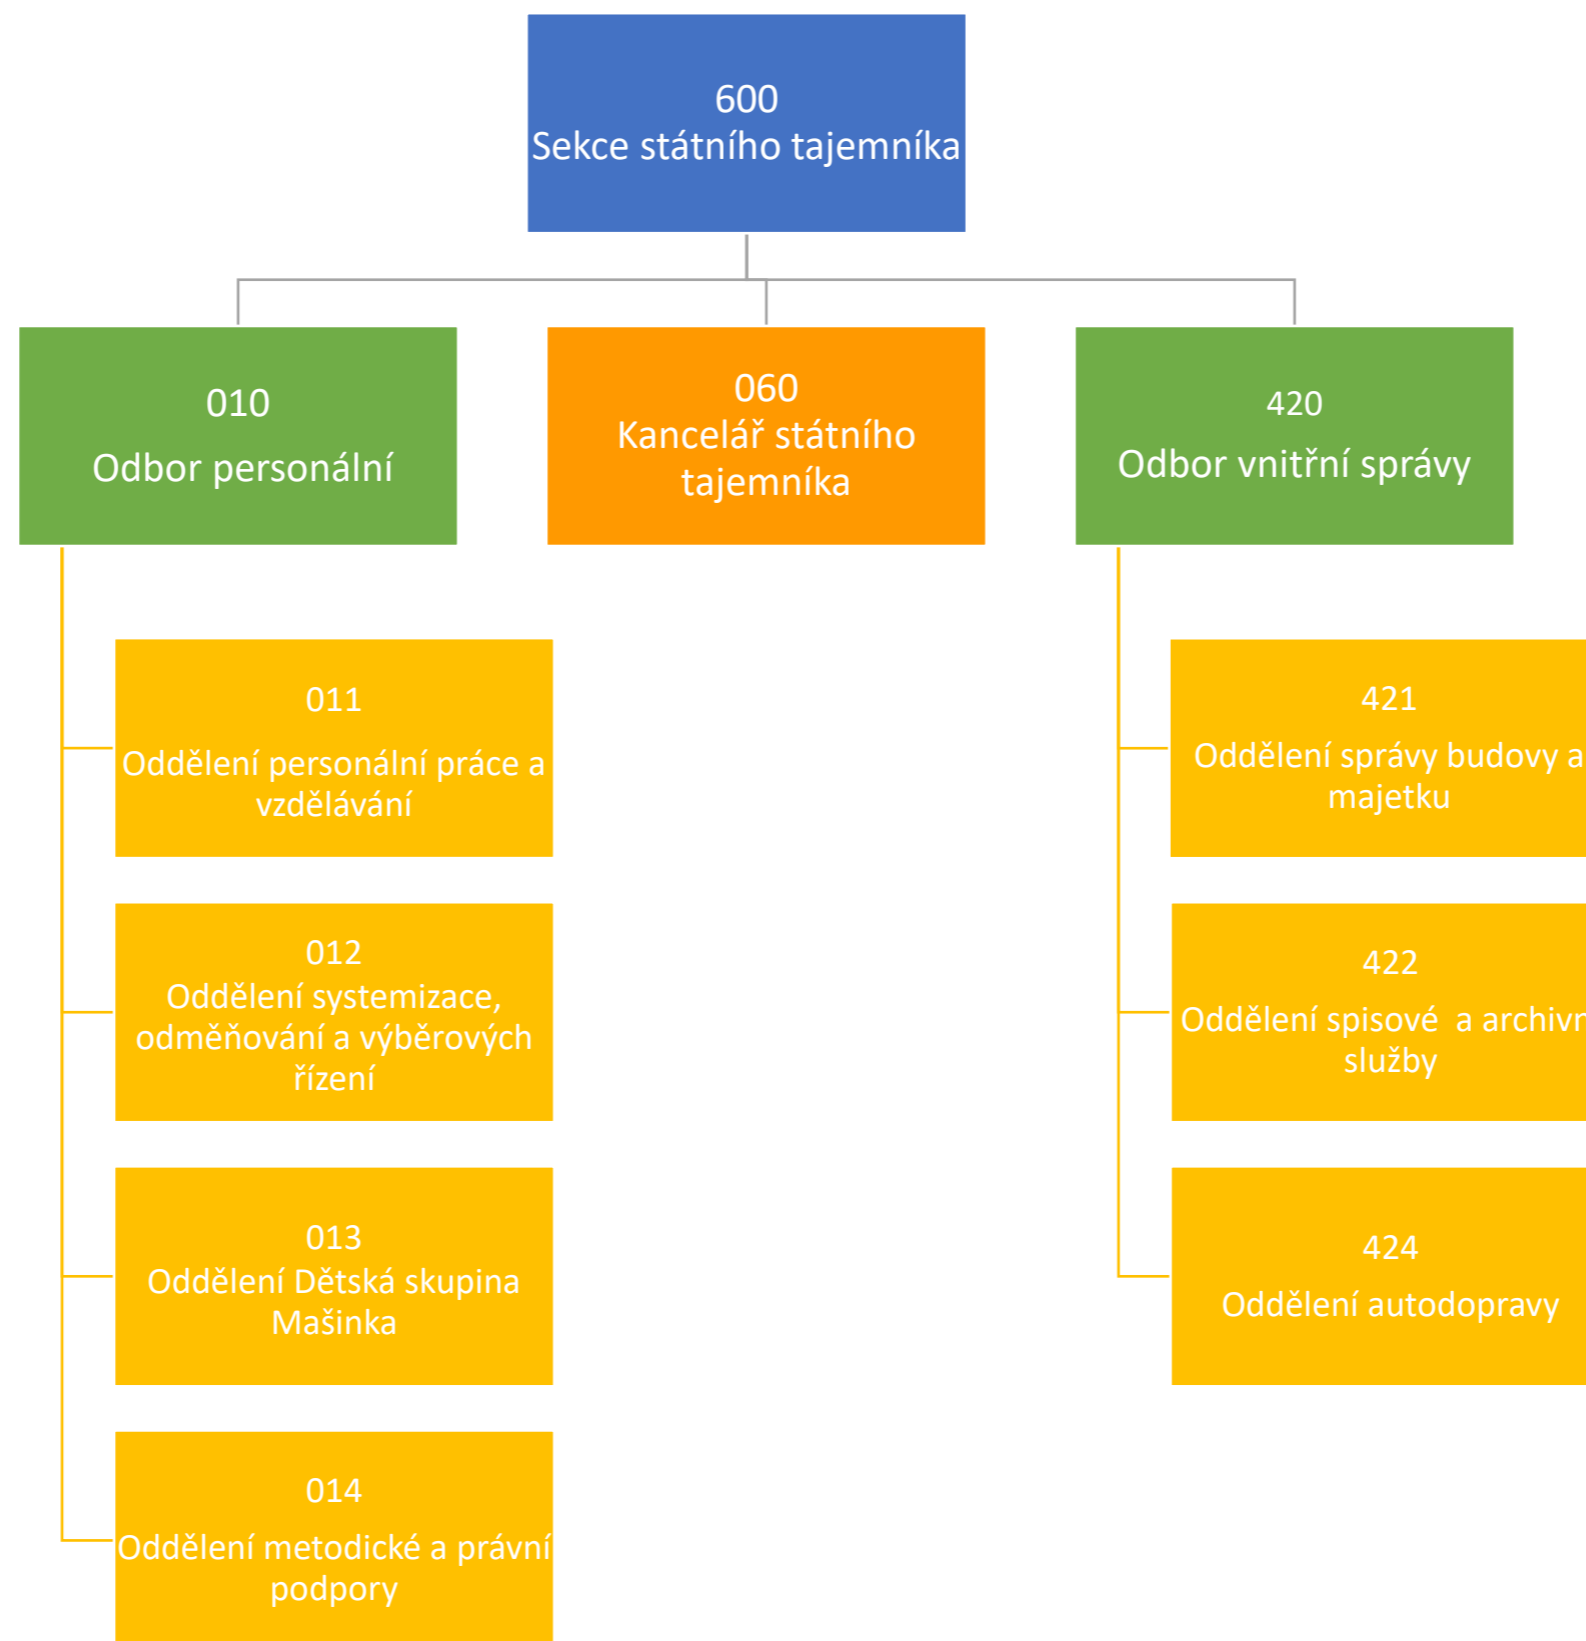 600
Sekce státního tajemníka
010
Odbor personální
060
Kancelář státního
tajemníka
420
Odbor vnitřní správy
011
Oddělení personální práce a
vzdělávání
012
Oddělení systemizace,
odměňování a výběrových
řízení
013
Oddělení Dětská skupina
Mašinka
014
Oddělení metodické a právní
podpory
421
Oddělení správy budovy a
majetku
422
Oddělení spisové  a
služby
424
Oddělení autodopravy